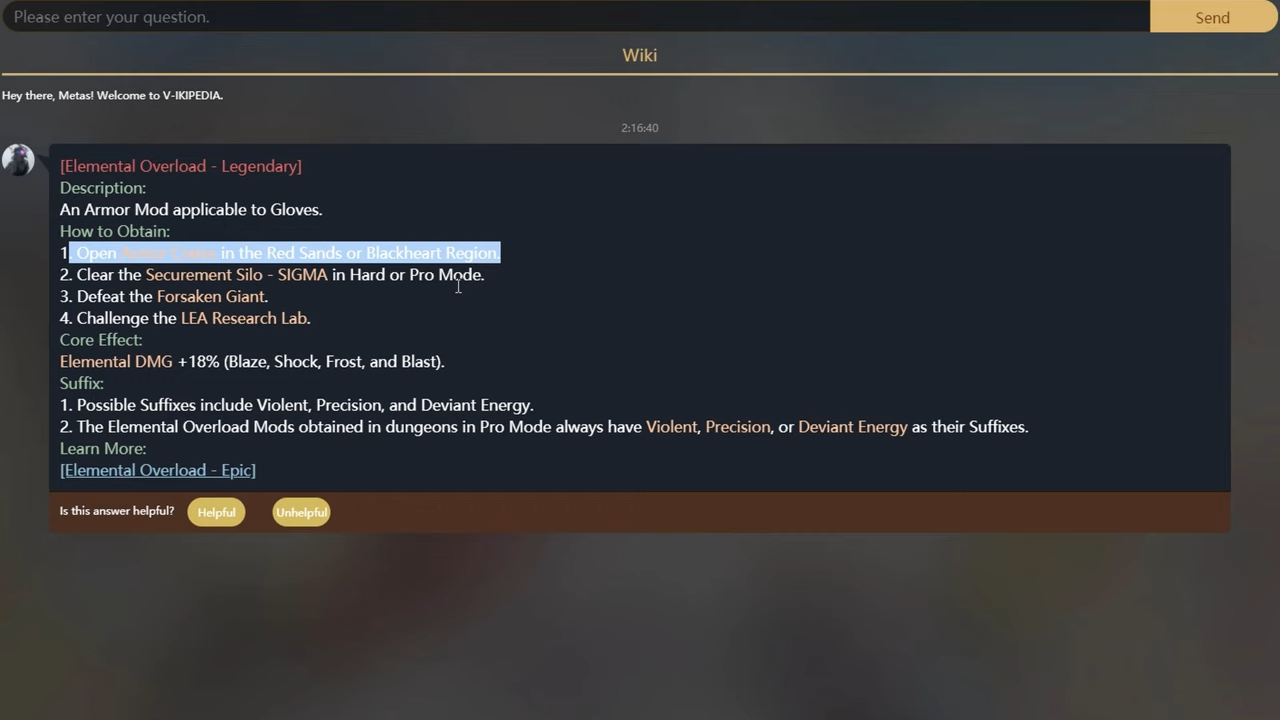 Please enter your question.
Send
Wiki
Hey there, Metas! Welcome to V-IKIPEDIA.
2:16:40
[Elemental Overload - Legendary]
Description:
An Armor Mod applicable to Gloves.
How to Obtain:
1. Open Armor Crates in the Red Sands or Blackheart Region.
2. Clear the Securement Silo - SIGMA in Hard or Pro Mode.
3. Defeat the Forsaken Giant.
4. Challenge the LEA Research Lab.
Core Effect:
Elemental DMG +18% (Blaze, Shock, Frost, and Blast).
Suffix:
1. Possible Suffixes include Violent, Precision, and Deviant Energy.
2. The Elemental Overload Mods obtained in dungeons in Pro Mode always have Violent, Precision, or Deviant Energy as their Suffixes.
Learn More:
[Elemental Overload - Epic]
Is this answer helpful? Helpful Unhelpful